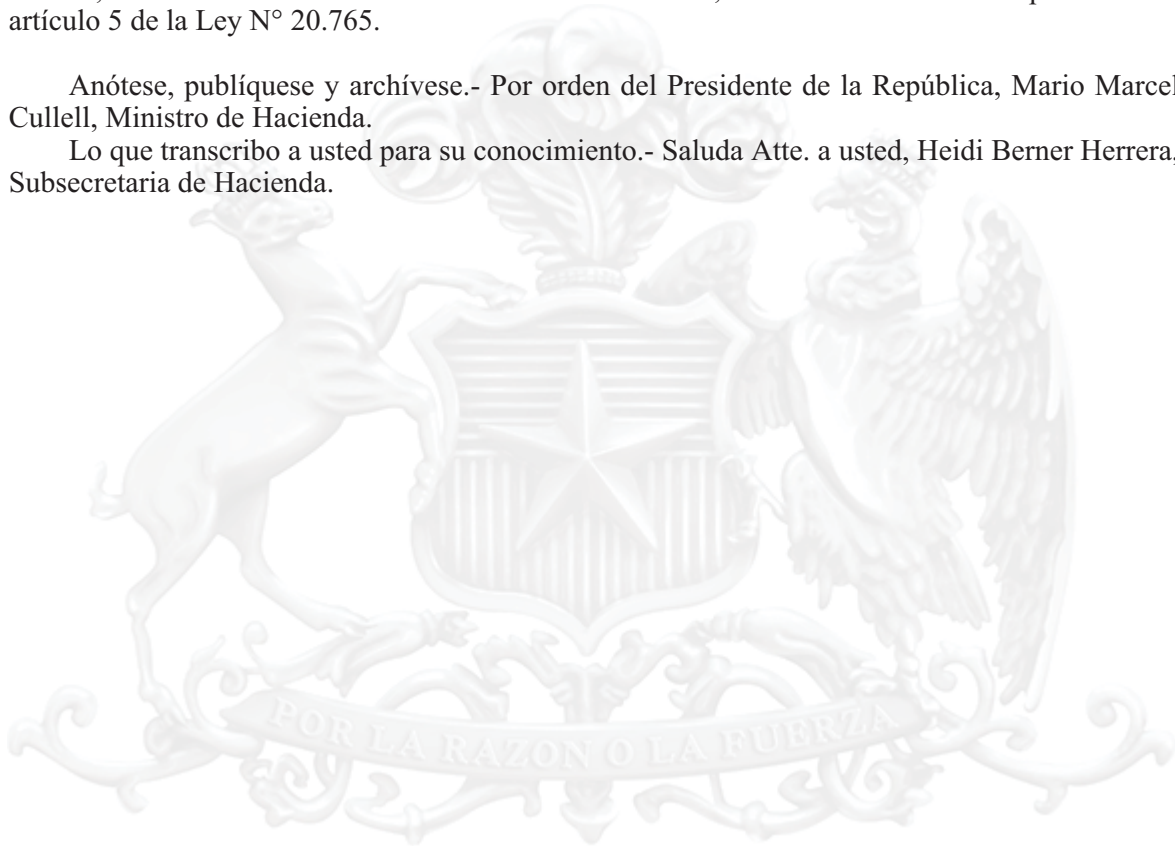 artículo 5 de la Ley N° 20.765.
Anótese, publíquese y archívese.- Por orden del Presidente de la República, Mario Marcel
Cullell, Ministro de Hacienda.
Lo que transcribo a usted para su conocimiento.- Saluda Atte. a usted, Heidi Berner Herrera,
Subsecretaria de Hacienda.
POR LA RAZON O LA FUERZA